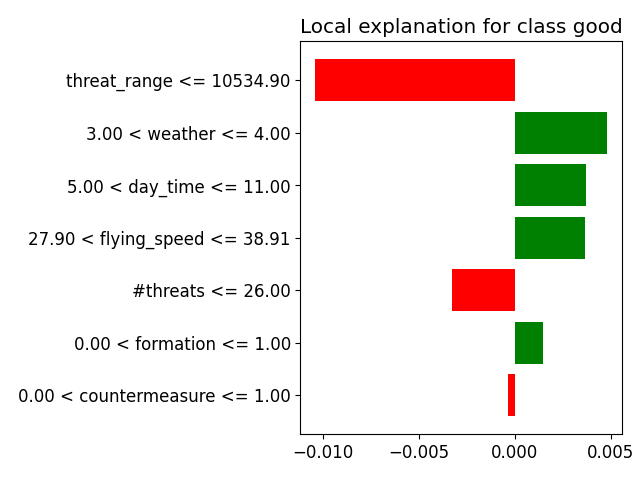 Local explanation for class good
threat_range <= 10534.90
3.00 < weather <= 4.00
5.00 < day_time <= 11.00
27.90 < flying_speed <= 38.91
#threats <= 26.00
0.00 < formation <= 1.00
0.00 < countermeasure <= 1.00
−0.010 −0.005 0.000 0.005